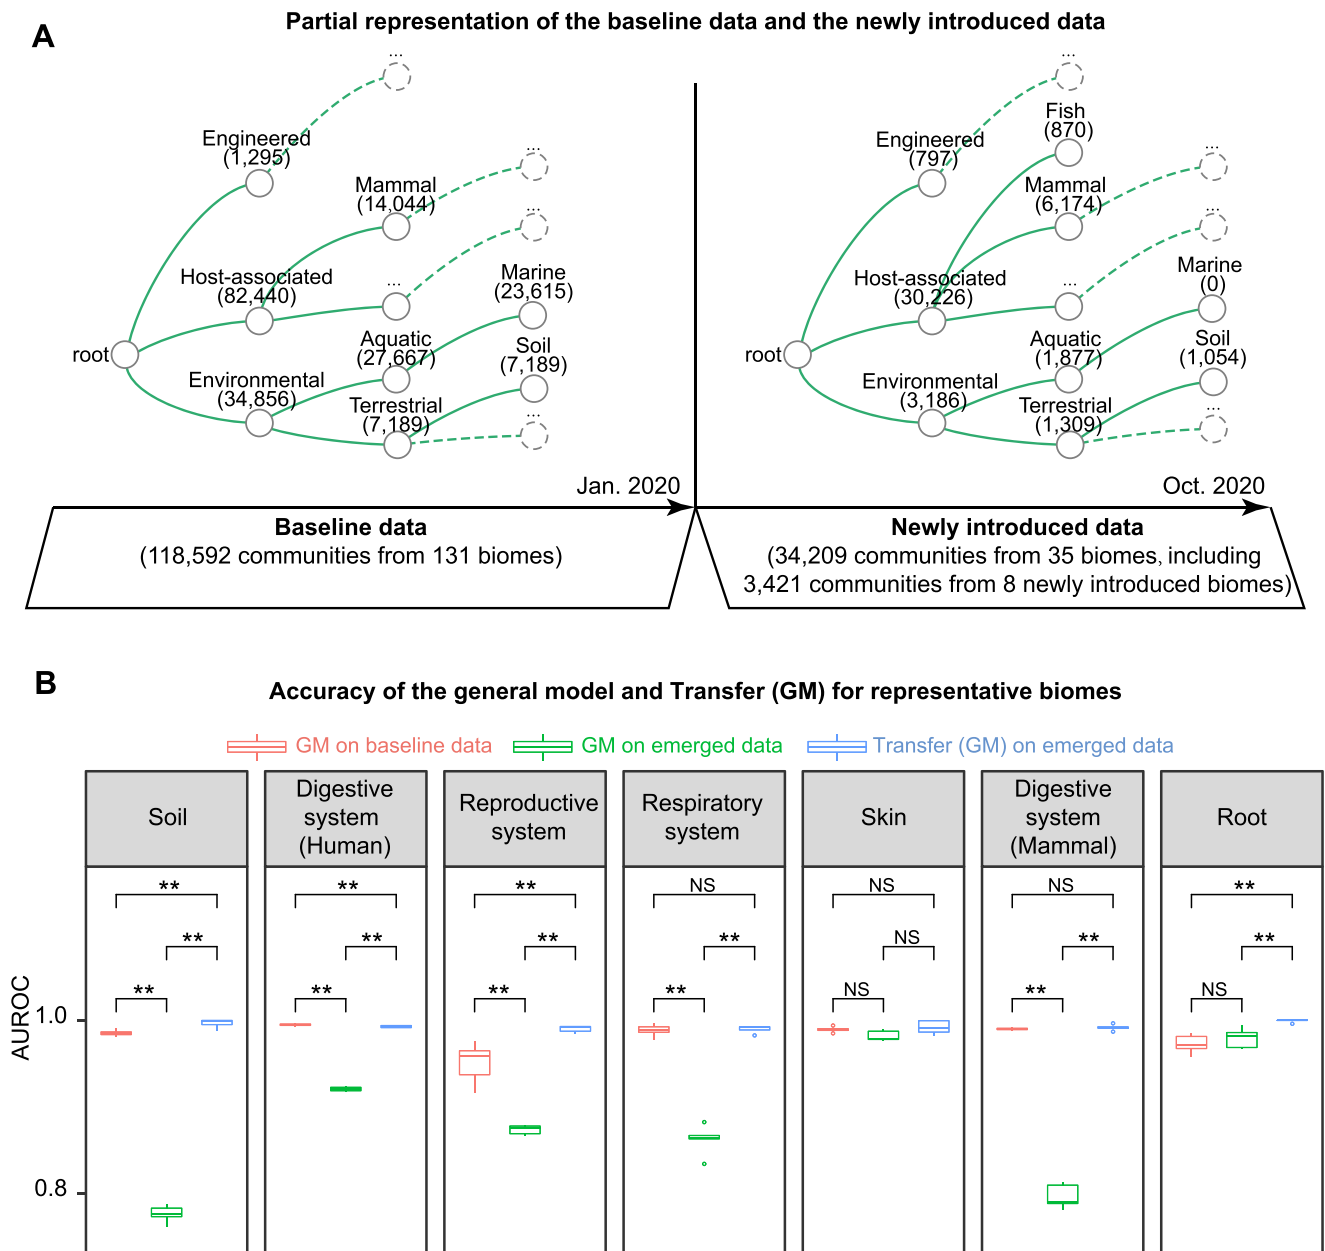 A
Partial representation of the baseline data and the newly introduced data
...
Engineered
(1,295)
...
Mammal
(14,044)
...
Host-associated
(82,440)
...
Marine
(23,615)
root
Aquatic
(27,667)
Soil
(7,189)
Environmental
(34,856)
Terrestrial
(7,189)
...
Jan. 2020
...
Fish
(870)
Engineered
(797)
...
Mammal
(6,174)
...
Host-associated
(30,226)
...
Marine
(0)
root
Aquatic
(1,877)
Soil
(1,054)
Environmental
(3,186)
Terrestrial
(1,309)
...
Oct. 2020
Baseline data
(118,592 communities from 131 biomes)
Newly introduced data
(34,209 communities from 35 biomes, including
3,421 communities from 8 newly introduced biomes)
B
Accuracy of the general model and Transfer (GM) for representative biomes
GM on baseline data GM on emerged data Transfer (GM) on emerged data
Soil
Digestive
system
(Human)
Reproductive
system
Respiratory
system
Skin
Digestive
system
(Mammal)
Root
** ** ** NS NS NS **
** ** ** ** NS ** **
** ** ** ** NS ** NS
AUROC
1.0
0.8